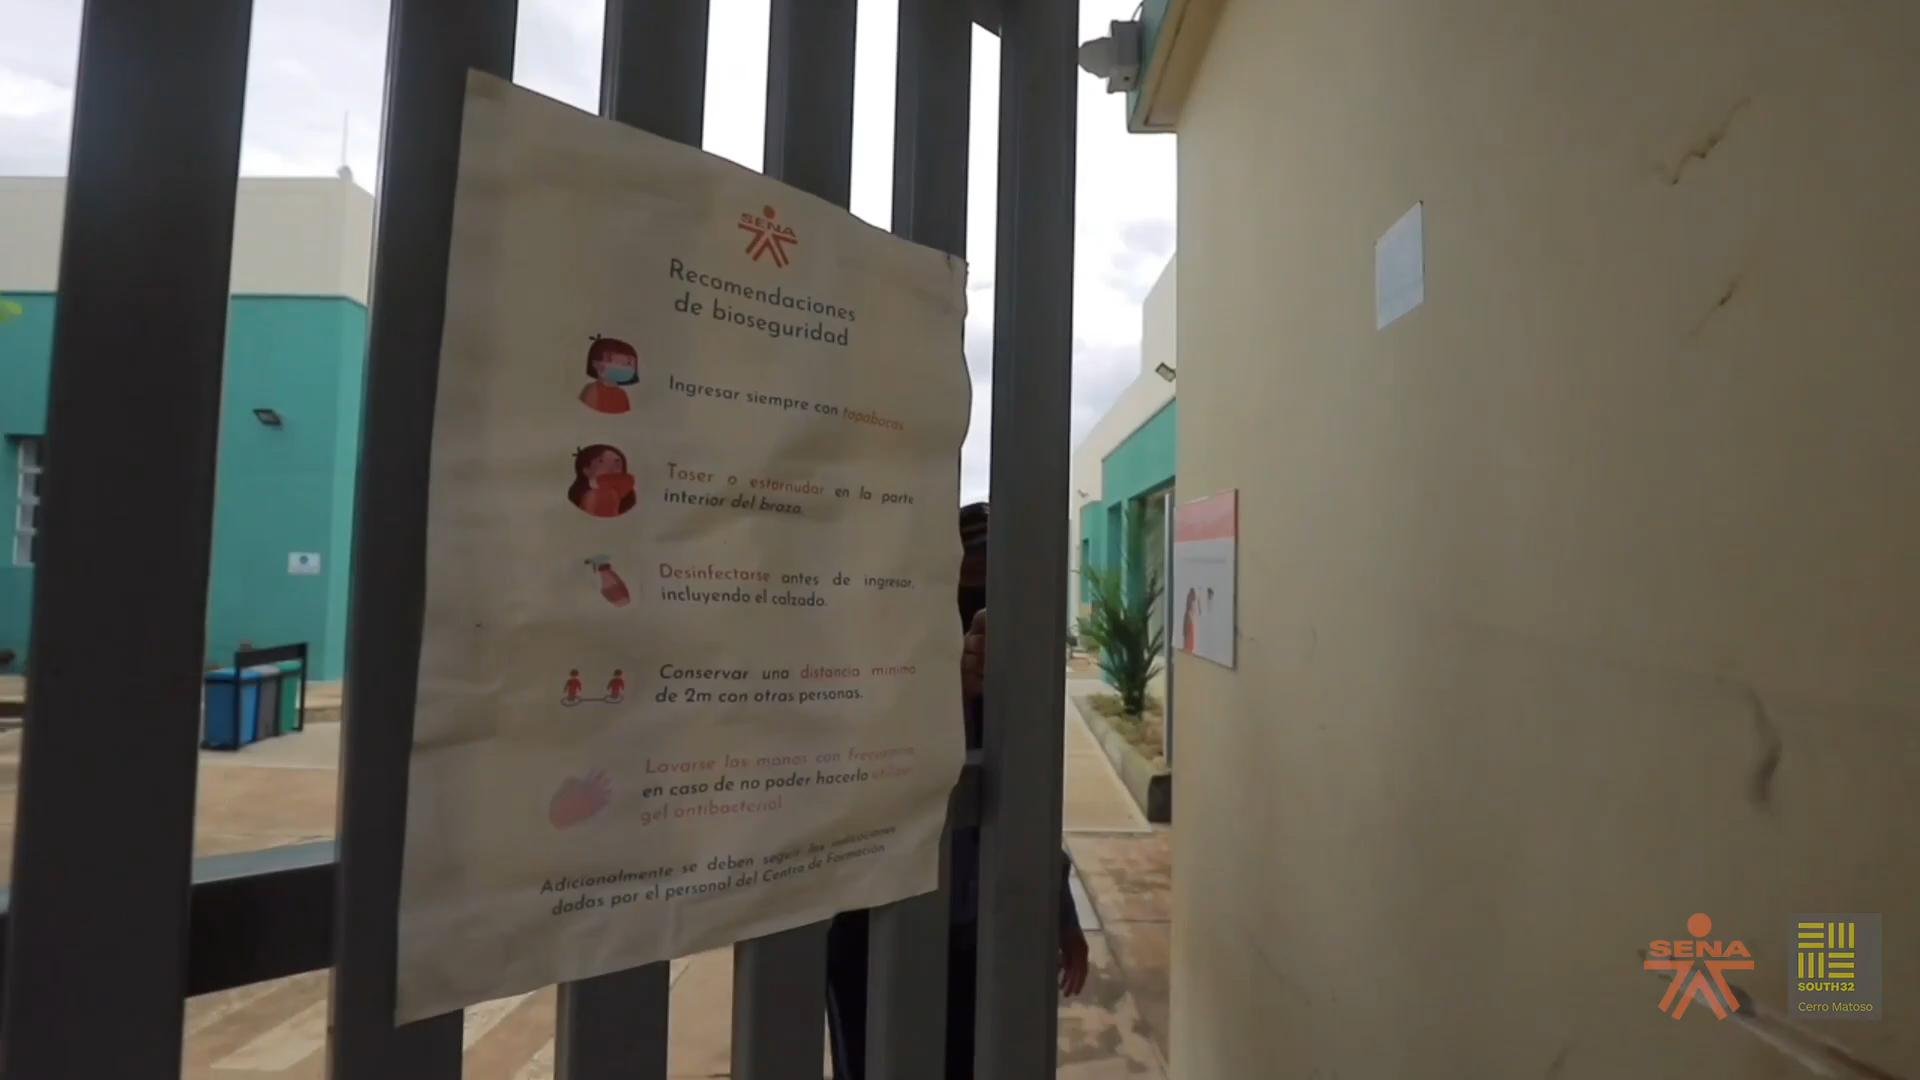 SENA
Recomendaciones
de bioseguridad
Ingresar siempre con tapabocas.
Toser o estornudar en la parte
interior del brazo.
Desinfectarse antes de ingresar,
incluyendo el calzado.
Conservar una distancia mínima
de 2m con otras personas.
Lavarse las manos con frecuencia,
en caso de no poder hacerlo utilizar
gel antibacterial
Adicionalmente se deben seguir las indicaciones
dadas por el personal del Centro de Formación
SENA
SOUTH32
Cerro Matoso